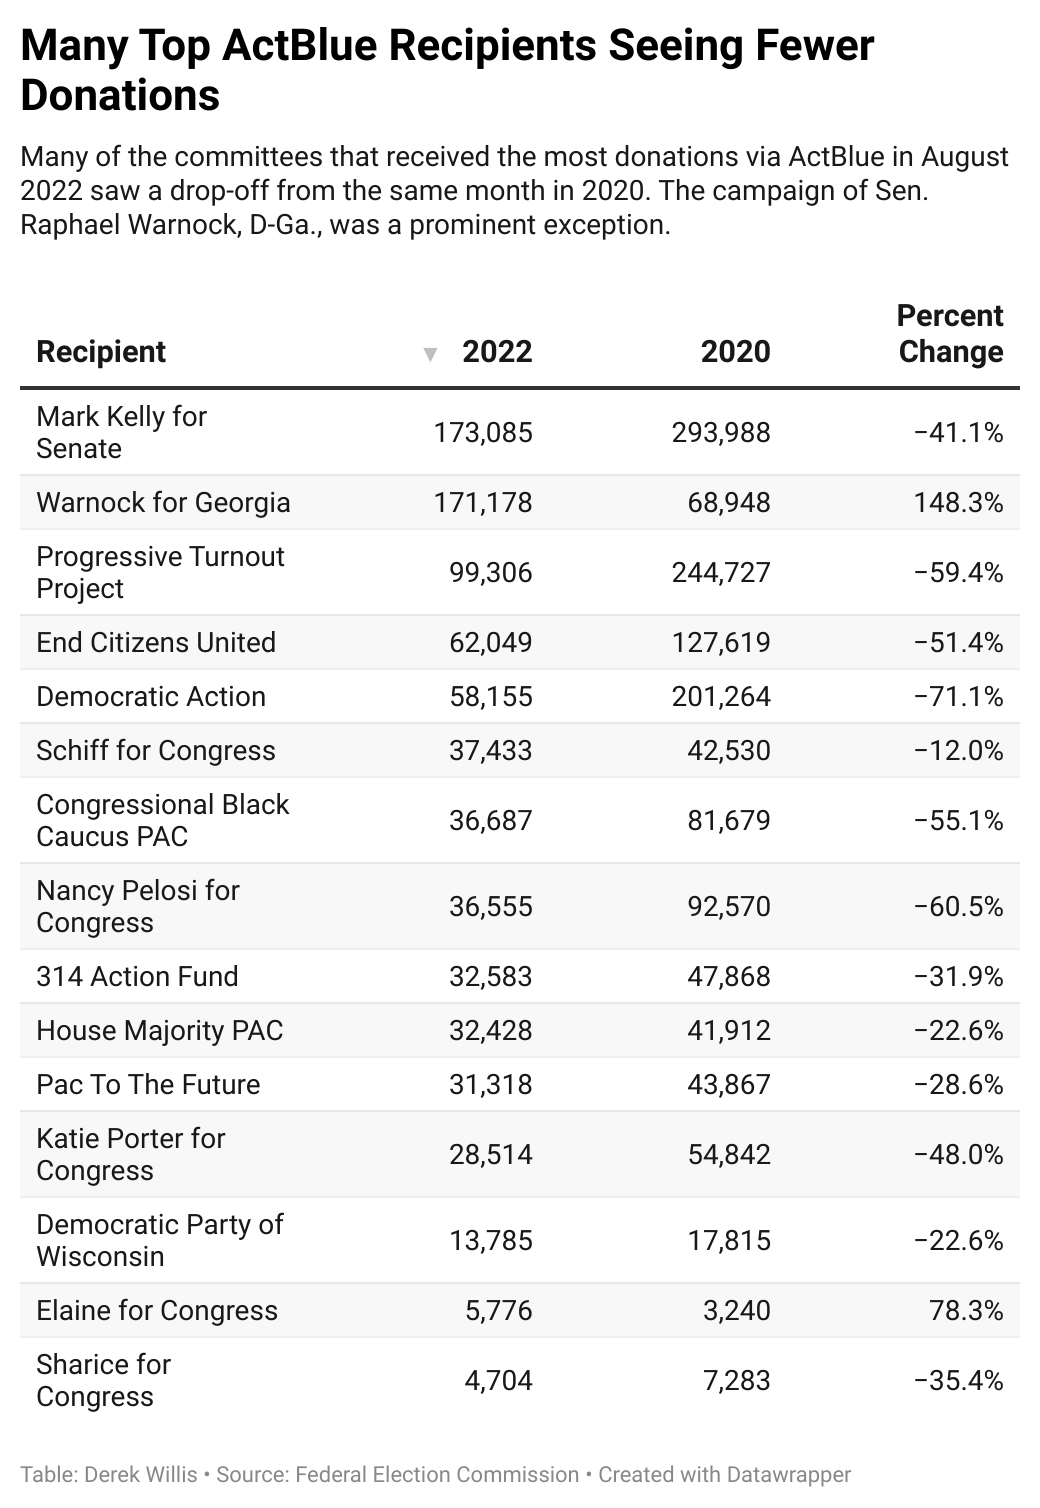 Many Top ActBlue Recipients Seeing Fewer
Donations
Many of the committees that received the most donations via ActBlue in August
2022 saw a drop-off from the same month in 2020. The campaign of Sen.
Raphael Warnock, D-Ga., was a prominent exception.
Recipient ▼ 2022 2020 Percent Change
Mark Kelly for Senate 173,085 293,988 −41.1%
Warnock for Georgia 171,178 68,948 148.3%
Progressive Turnout Project 99,306 244,727 −59.4%
End Citizens United 62,049 127,619 −51.4%
Democratic Action 58,155 201,264 −71.1%
Schiff for Congress 37,433 42,530 −12.0%
Congressional Black Caucus PAC 36,687 81,679 −55.1%
Nancy Pelosi for Congress 36,555 92,570 −60.5%
314 Action Fund 32,583 47,868 −31.9%
House Majority PAC 32,428 41,912 −22.6%
Pac To The Future 31,318 43,867 −28.6%
Katie Porter for Congress 28,514 54,842 −48.0%
Democratic Party of Wisconsin 13,785 17,815 −22.6%
Elaine for Congress 5,776 3,240 78.3%
Sharice for Congress 4,704 7,283 −35.4%
Table: Derek Willis • Source: Federal Election Commission • Created with Datawrapper